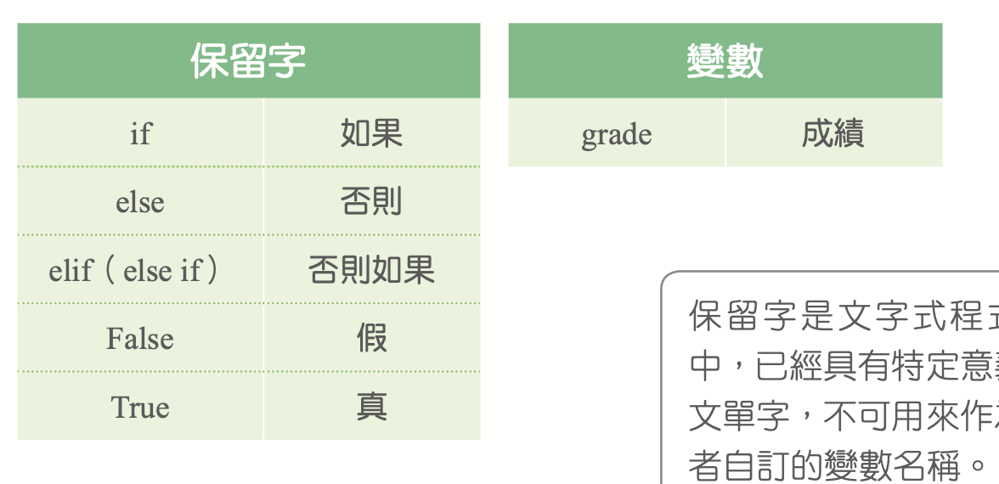 保留字
if 如果
else 否則
elif（else if） 否則如果
False 假
True 真
變數
grade 成績
保留字是文字式程式
中，已經具有特定意義
文單字，不可用來作為
者自訂的變數名稱。